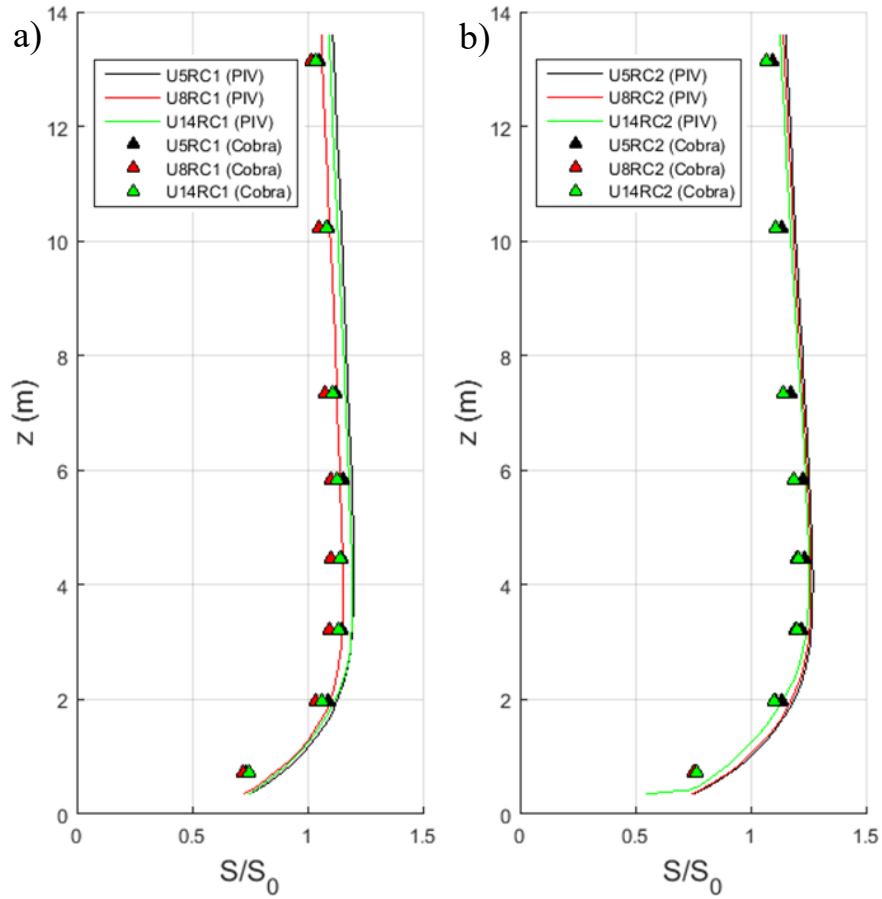 a)
14
12
10
8
6
4
2
0
z (m)
U5RC1 (PIV)
U8RC1 (PIV)
U14RC1 (PIV)
U5RC1 (Cobra)
U8RC1 (Cobra)
U14RC1 (Cobra)
0 0.5 1 1.5
S/S0
b)
14
12
10
8
6
4
2
0
z (m)
U5RC2 (PIV)
U8RC2 (PIV)
U14RC2 (PIV)
U5RC2 (Cobra)
U8RC2 (Cobra)
U14RC2 (Cobra)
0 0.5 1 1.5
S/S0